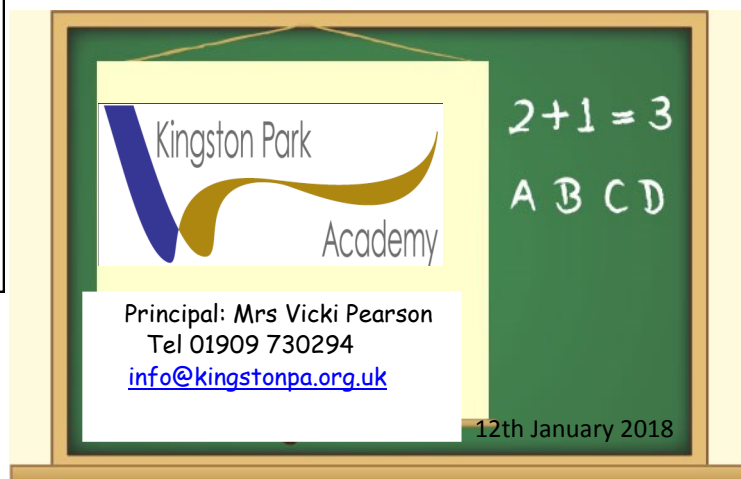 Kingston Park
Academy
2+1=3
A B C D
Principal: Mrs Vicki Pearson
Tel 01909 730294
info@kingstonpa.org.uk
12th January 2018